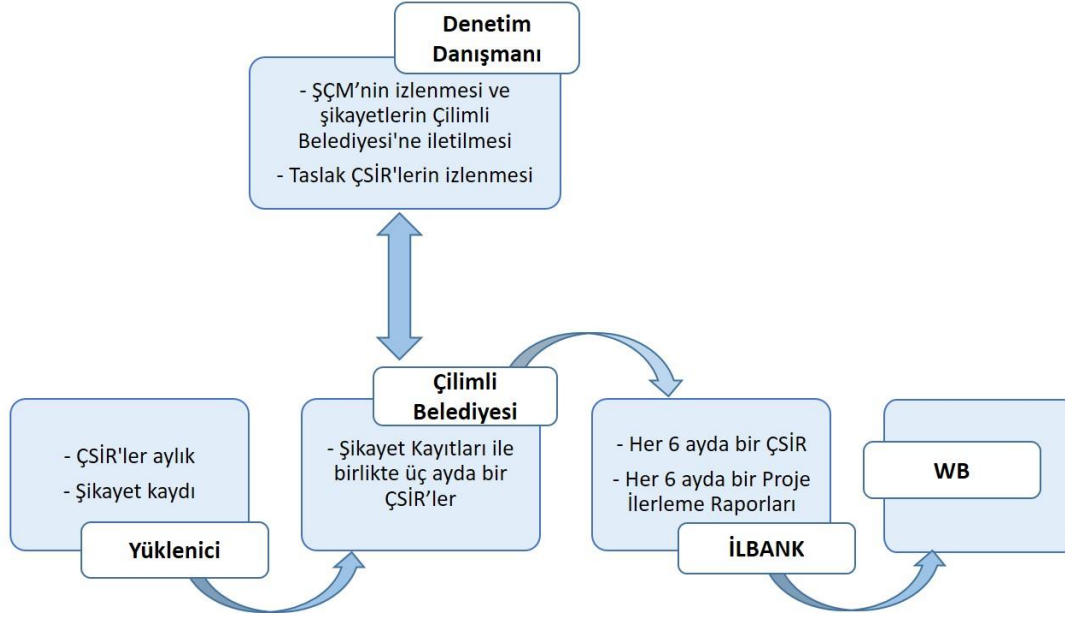 Denetim
Danışmanı
- ŞÇM’nin izlenmesi ve
şikayetlerin Çilimli
Belediyesi'ne iletilmesi
- Taslak ÇSİR'lerin izlenmesi
- ÇSİR'ler aylık
- Şikayet kaydı
Yüklenici
Çilimli
Belediyesi
- Şikayet Kayıtları ile
birlikte üç ayda bir
ÇSİR’ler
- Her 6 ayda bir ÇSİR
- Her 6 ayda bir Proje
İlerleme Raporları
İLBANK
WB